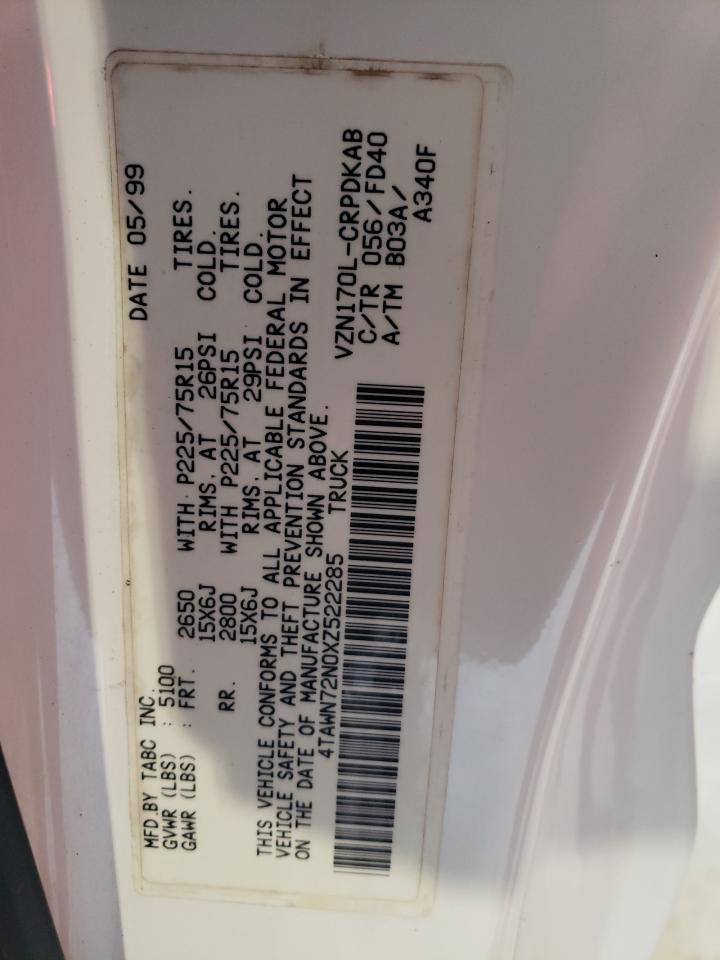 DATE 05/99
MFD.BY TABC INC.
GVWR (LBS) : 5100
GAWR (LBS) : FRT. 2650 WITH P225/75R15 TIRES.
15X6J RIMS, AT 26PSI COLD.
RR. 2800 WITH P225/75R15 TIRES.
15X6J RIMS, AT 29PSI COLD.
THIS VEHICLE CONFORMS TO ALL APPLICABLE FEDERAL MOTOR
VEHICLE SAFETY AND THEFT PREVENTION STANDARDS IN EFFECT
ON THE DATE OF MANUFACTURE SHOWN ABOVE.
4TAWN72N0XZ522285 TRUCK
VZN170L-CRPDKAB
C/TR 056/FD40
A/TM B03A/
A340F